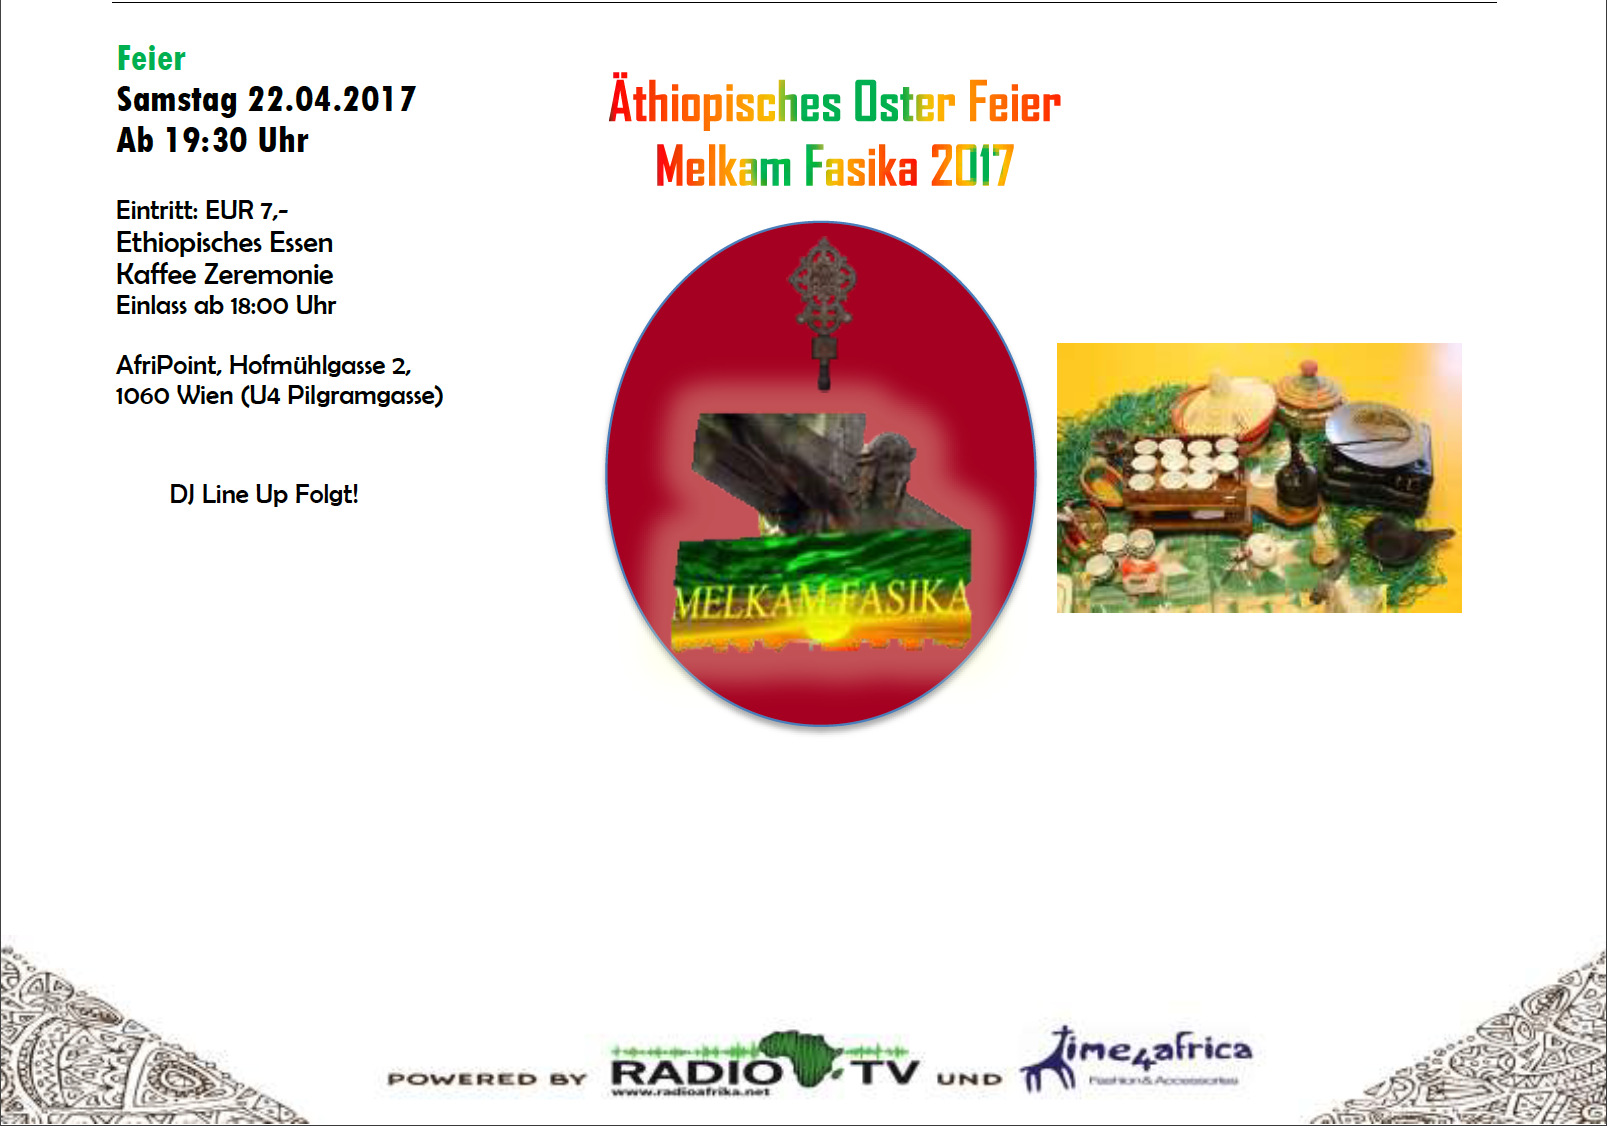 Feier
Samstag 22.04.2017
Ab 19:30 Uhr
Eintritt: EUR 7,-
Ethiopisches Essen
Kaffee Zeremonie
Einlass ab 18:00 Uhr
AfriPoint, Hofmühlgasse 2,
1060 Wien (U4 Pilgramgasse)
DJ Line Up Folgt!
Äthiopisches Oster Feier
Melkam Fasika 2017
MELKAM FASIKA
POWERED BY
RADIO TV
www.radioafrika.net
UND
Time4africa
Fashion & Accessories